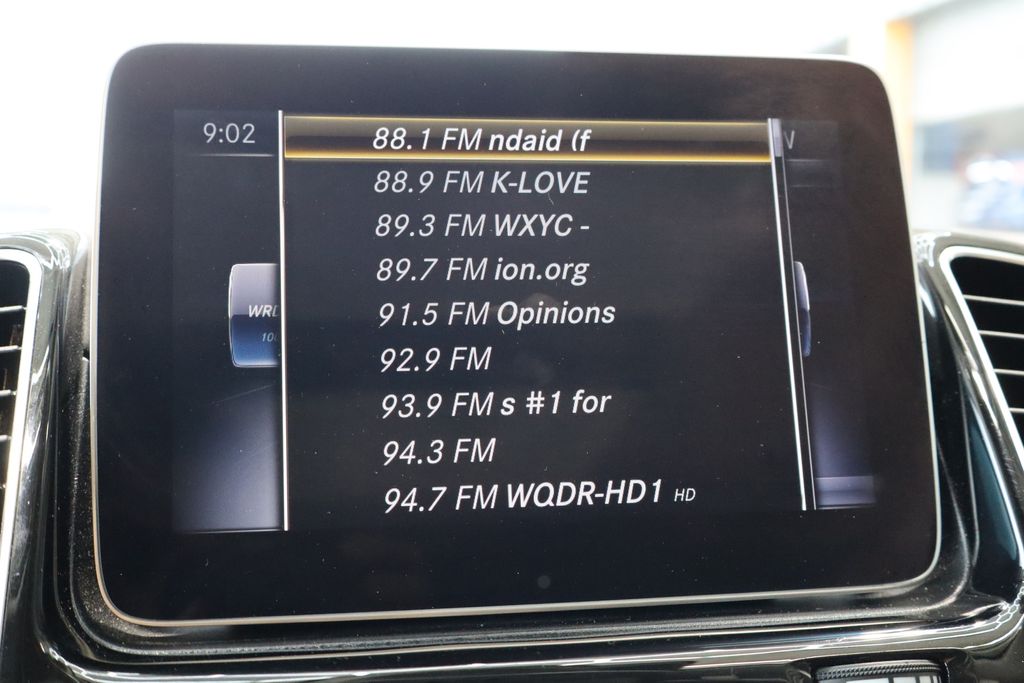 9:02
88.1 FM ndaid (f
88.9 FM K-LOVE
89.3 FM WXYC -
89.7 FM ion.org
91.5 FM Opinions
92.9 FM
93.9 FM s #1 for
94.3 FM
94.7 FM WQDR-HD1 HD